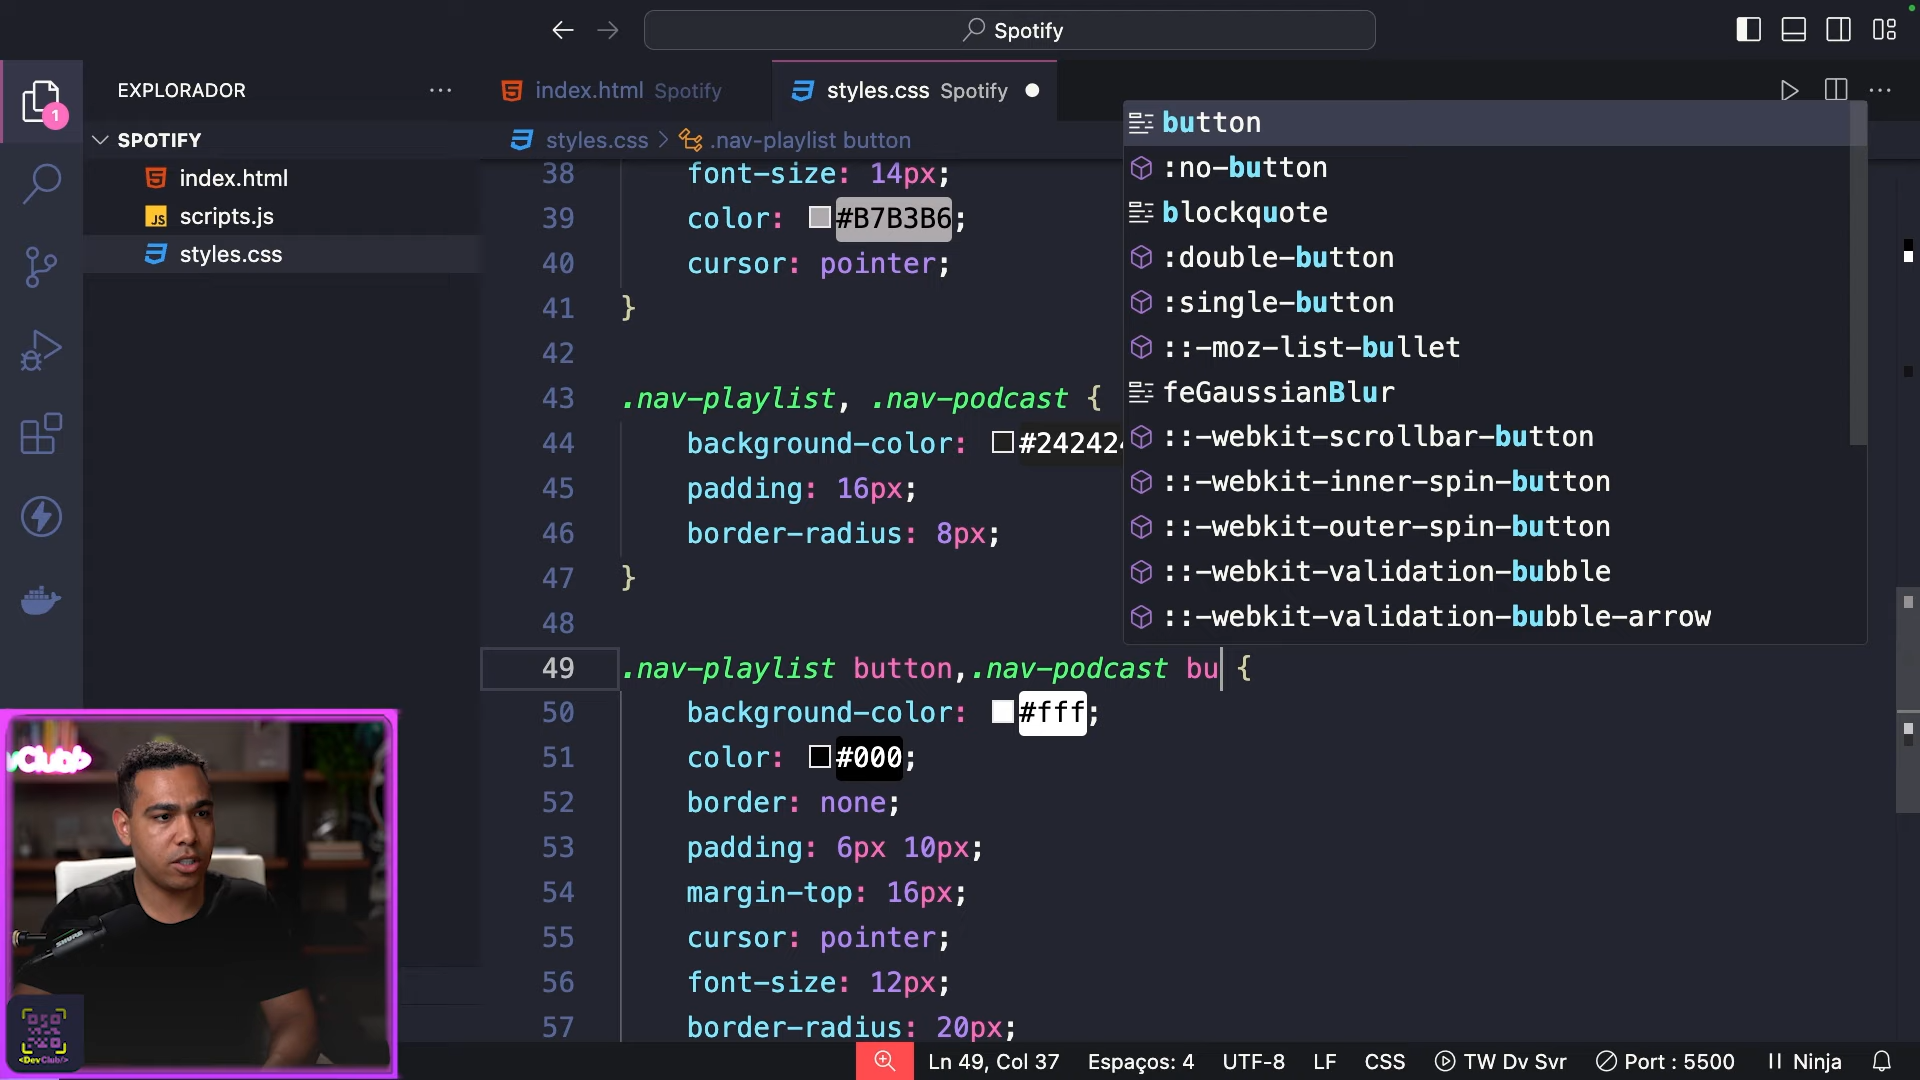 Spotify
EXPLORADOR
index.html Spotify
styles.css Spotify
1
SPOTIFY
styles.css > .nav-playlist button
index.html
scripts.js
styles.css
38 font-size: 14px;
39 color: #B7B3B6;
40 cursor: pointer;
41 }
42
43 .nav-playlist, .nav-podcast {
44 background-color: #24242
45 padding: 16px;
46 border-radius: 8px;
47 }
48
49 .nav-playlist button,.nav-podcast bu {
50 background-color: #fff;
51 color: #000;
52 border: none;
53 padding: 6px 10px;
54 margin-top: 16px;
55 cursor: pointer;
56 font-size: 12px;
57 border-radius: 20px;
button
:no-button
blockquote
:double-button
:single-button
::-moz-list-bullet
feGaussianBlur
::-webkit-scrollbar-button
::-webkit-inner-spin-button
::-webkit-outer-spin-button
::-webkit-validation-bubble
::-webkit-validation-bubble-arrow
vClub
SHURE
<DevClub/>
Ln 49, Col 37 Espaços: 4 UTF-8 LF CSS TW Dv Svr Port : 5500 Ninja